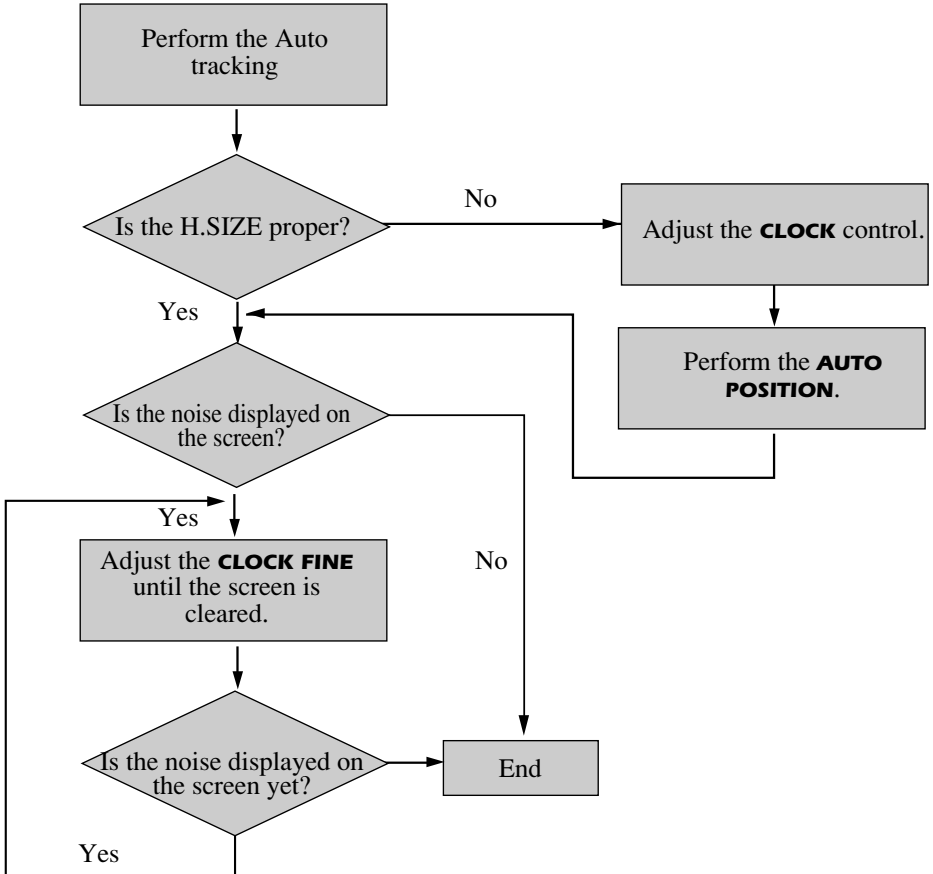 Perform the Auto
tracking
Is the H.SIZE proper?
No
Adjust the CLOCK control.
Yes
Perform the AUTO
POSITION.
Is the noise displayed on
the screen?
Yes
No
Adjust the CLOCK FINE
until the screen is
cleared.
Is the noise displayed on
the screen yet?
End
Yes